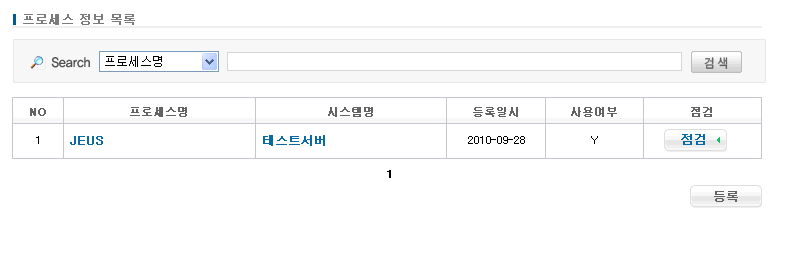 프로세스 정보 목록
Search 프로세스명 검색
NO 프로세스명 시스템명 등록일시 사용여부 점검
1 JEUS 테스트서버 2010-09-28 Y 점검
1
등록